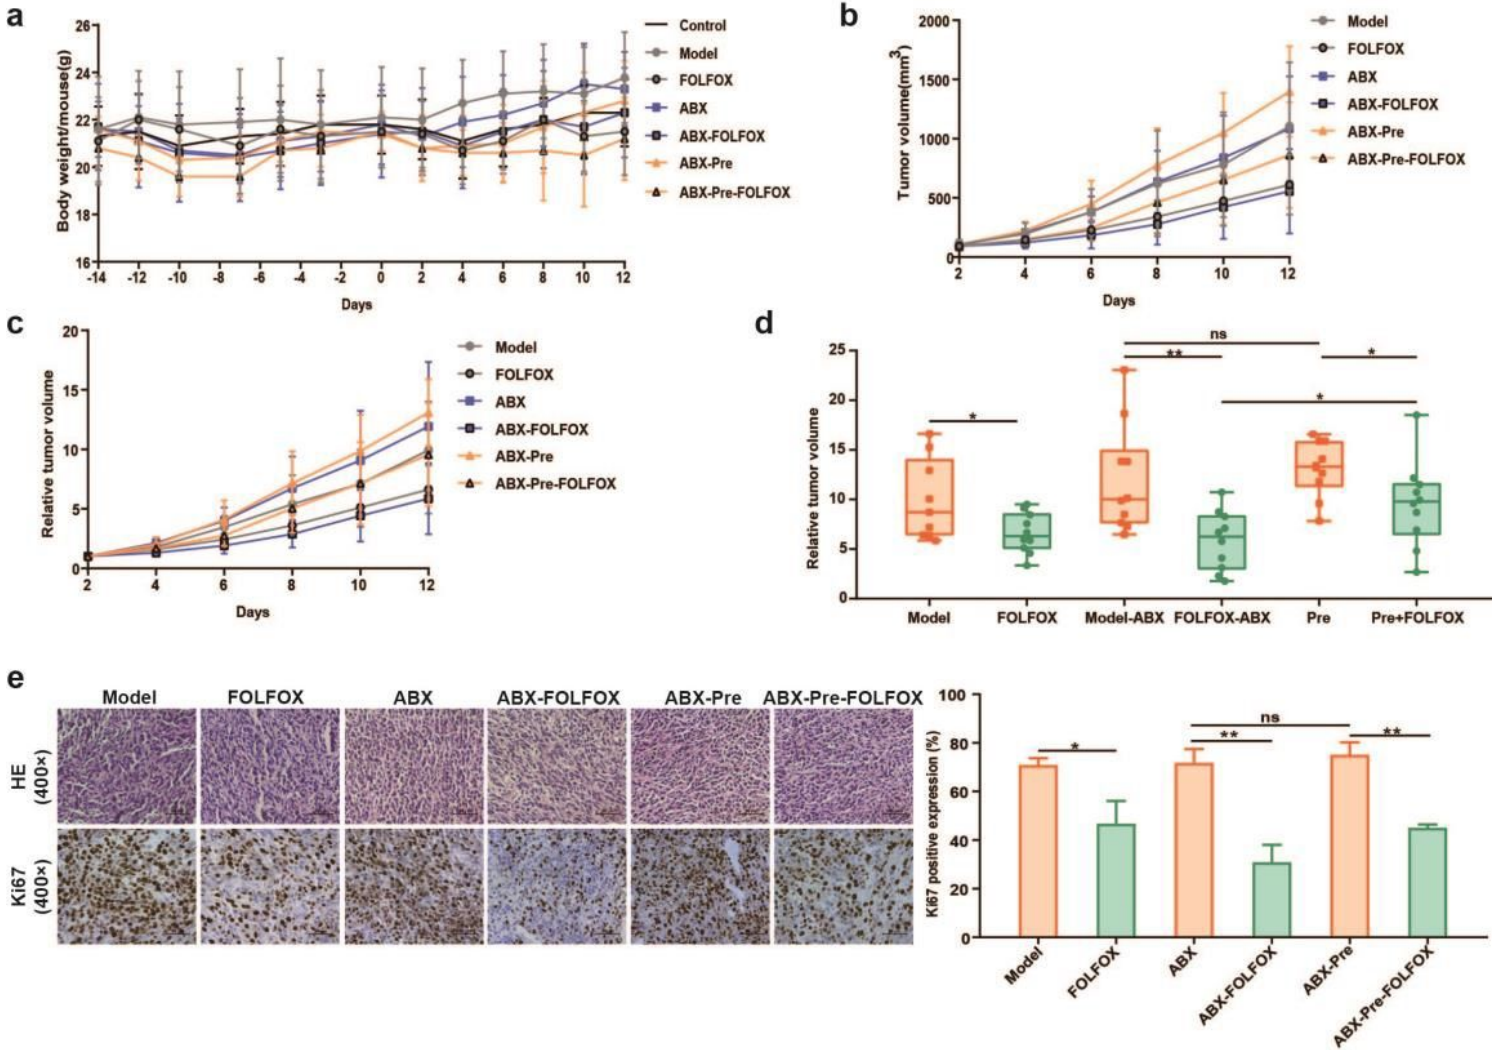 a
Body weight/mouse(g)
26
24
22
20
18
16
-14 -12 -10 -8 -6 -4 -2 0 2 4 6 8 10 12
Days
Control
Model
FOLFOX
ABX
ABX-FOLFOX
ABX-Pre
ABX-Pre-FOLFOX
b
Tumor volume(mm3)
2000
1500
1000
500
0
2 4 6 8 10 12
Days
Model
FOLFOX
ABX
ABX-FOLFOX
ABX-Pre
ABX-Pre-FOLFOX
c
Relative tumor volume
20
15
10
5
0
2 4 6 8 10 12
Days
Model
FOLFOX
ABX
ABX-FOLFOX
ABX-Pre
ABX-Pre-FOLFOX
d
Relative tumor volume
25
20
15
10
5
0
ns
**
*
*
*
Model FOLFOX Model-ABX FOLFOX-ABX Pre Pre+FOLFOX
e
Model FOLFOX ABX ABX-FOLFOX ABX-Pre ABX-Pre-FOLFOX
HE
(400×)
Ki67
(400×)
Ki67 positive expression (%)
100
80
60
40
20
0
*
ns
**
**
Model
FOLFOX
ABX
ABX-FOLFOX
ABX-Pre
ABX-Pre-FOLFOX